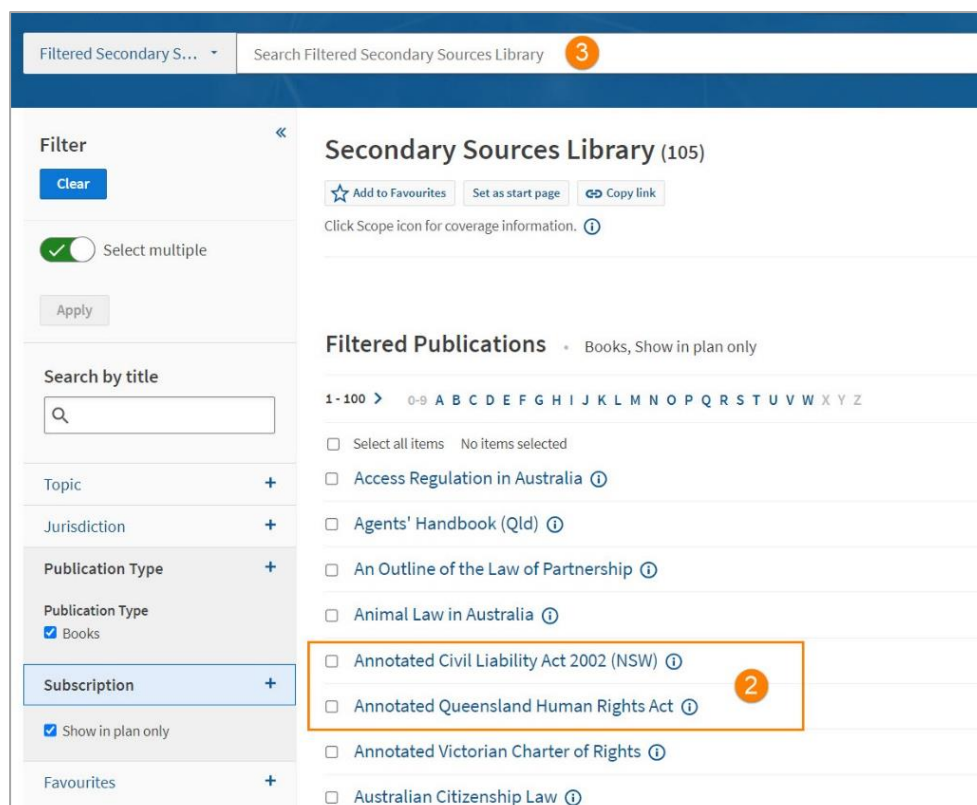 Filtered Secondary S...
Search Filtered Secondary Sources Library
3
Filter
Clear
Select multiple
Apply
Search by title
Topic
Jurisdiction
Publication Type
Publication Type
Books
Subscription
Show in plan only
Favourites
Secondary Sources Library (105)
Add to Favourites Set as start page Copy link
Click Scope icon for coverage information.
Filtered Publications • Books, Show in plan only
1 - 100 > 0-9 A B C D E F G H I J K L M N O P Q R S T U V W X Y Z
Select all items No items selected
Access Regulation in Australia
Agents' Handbook (Qld)
An Outline of the Law of Partnership
Animal Law in Australia
Annotated Civil Liability Act 2002 (NSW)
2
Annotated Queensland Human Rights Act
Annotated Victorian Charter of Rights
Australian Citizenship Law